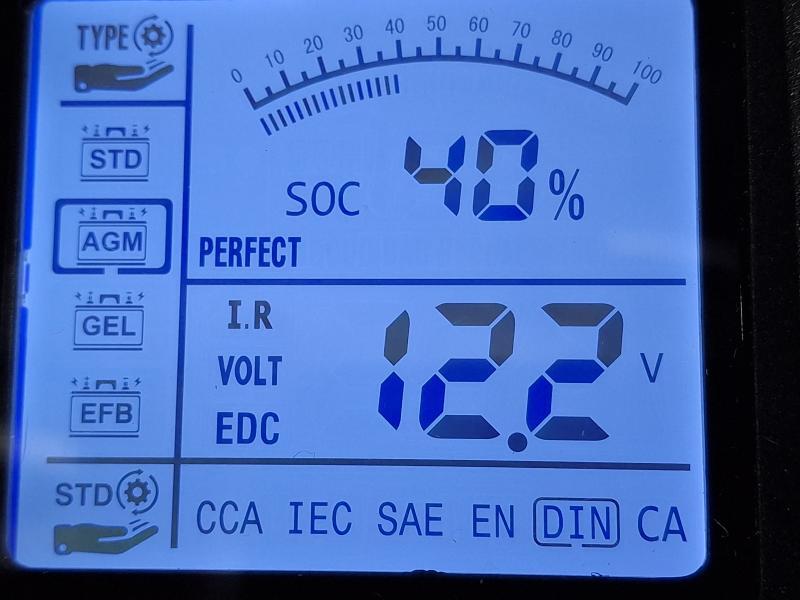 TYPE
0 10 20 30 40 50 60 70 80 90 100
STD
SOC 40%
AGM
PERFECT
GEL
I.R
VOLT 12.2 V
EFB
EDC
STD
CCA IEC SAE EN DIN CA